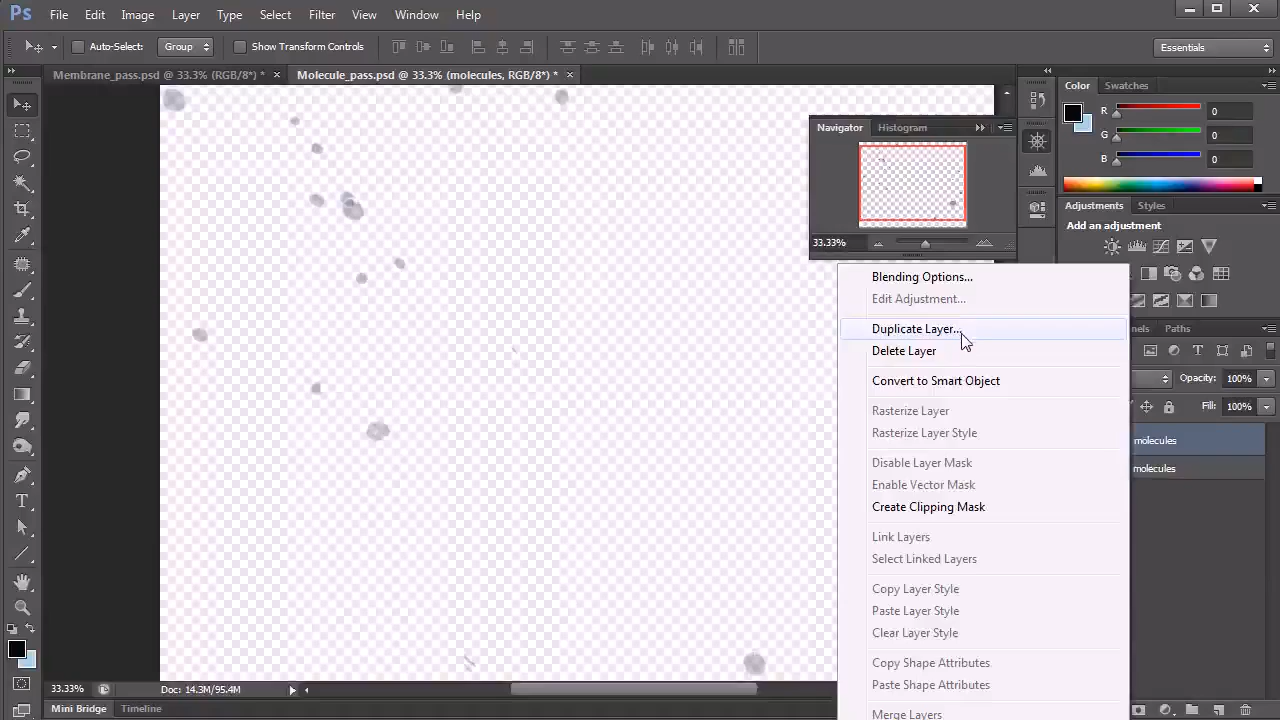 Ps File Edit Image Layer Type Select Filter View Window Help
Auto-Select: Group Show Transform Controls Essentials
Membrane_pass.psd @ 33.3% (RGB/8*) * × Molecule_pass.psd @ 33.3% (molecules, RGB/8*) * ×
Color Swatches
R 0
G 0
B 0
Navigator Histogram
33.33%
Adjustments Styles
Add an adjustment
nels Paths
Opacity: 100%
Fill: 100%
molecules
molecules
Blending Options...
Edit Adjustment...
Duplicate Layer...
Delete Layer
Convert to Smart Object
Rasterize Layer
Rasterize Layer Style
Disable Layer Mask
Enable Vector Mask
Create Clipping Mask
Link Layers
Select Linked Layers
Copy Layer Style
Paste Layer Style
Clear Layer Style
Copy Shape Attributes
Paste Shape Attributes
Merge Layers
33.33% Doc: 14.3M/95.4M
Mini Bridge Timeline